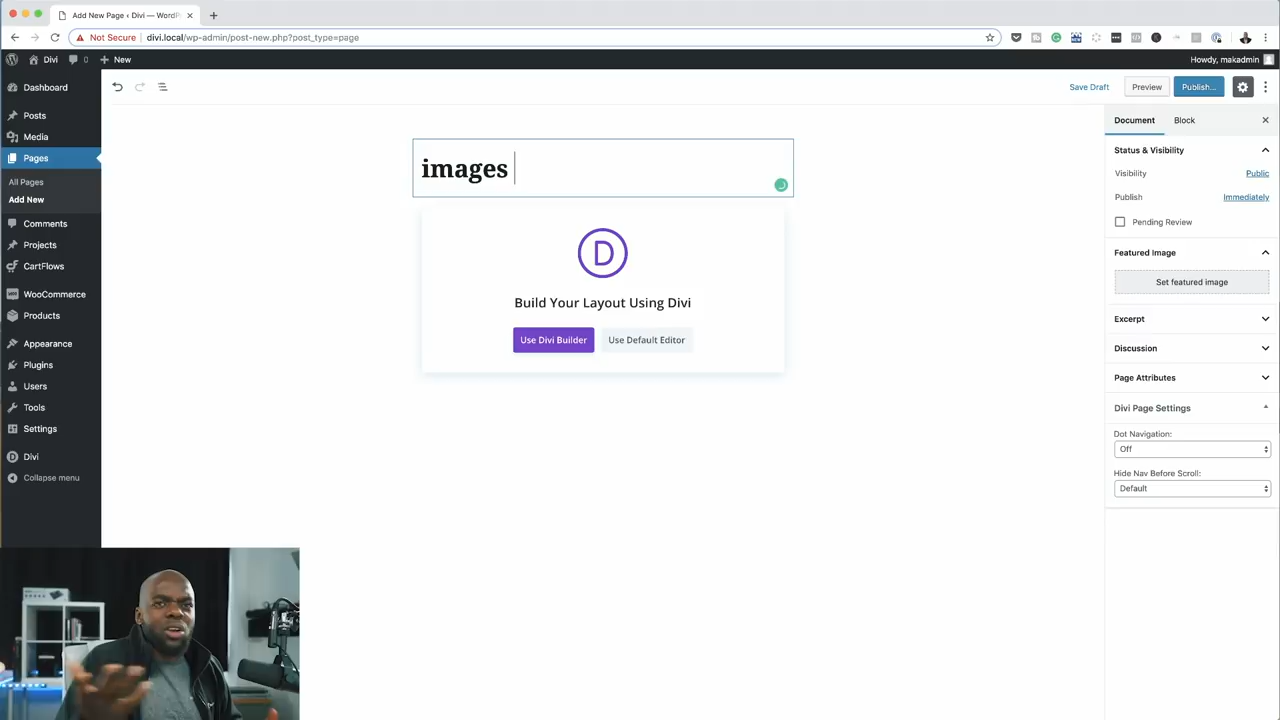 Add New Page ‹ Divi — WordP
Not Secure
divi.local/wp-admin/post-new.php?post_type=page
Divi
0
New
Howdy, makadmin
Dashboard
Posts
Media
Pages
All Pages
Add New
Comments
Projects
CartFlows
WooCommerce
Products
Appearance
Plugins
Users
Tools
Settings
Divi
Collapse menu
Save Draft
Preview
Publish...
images
D
Build Your Layout Using Divi
Use Divi Builder
Use Default Editor
Document
Block
Status & Visibility
Visibility
Public
Publish
Immediately
Pending Review
Featured Image
Set featured image
Excerpt
Discussion
Page Attributes
Divi Page Settings
Dot Navigation:
Off
Hide Nav Before Scroll:
Default